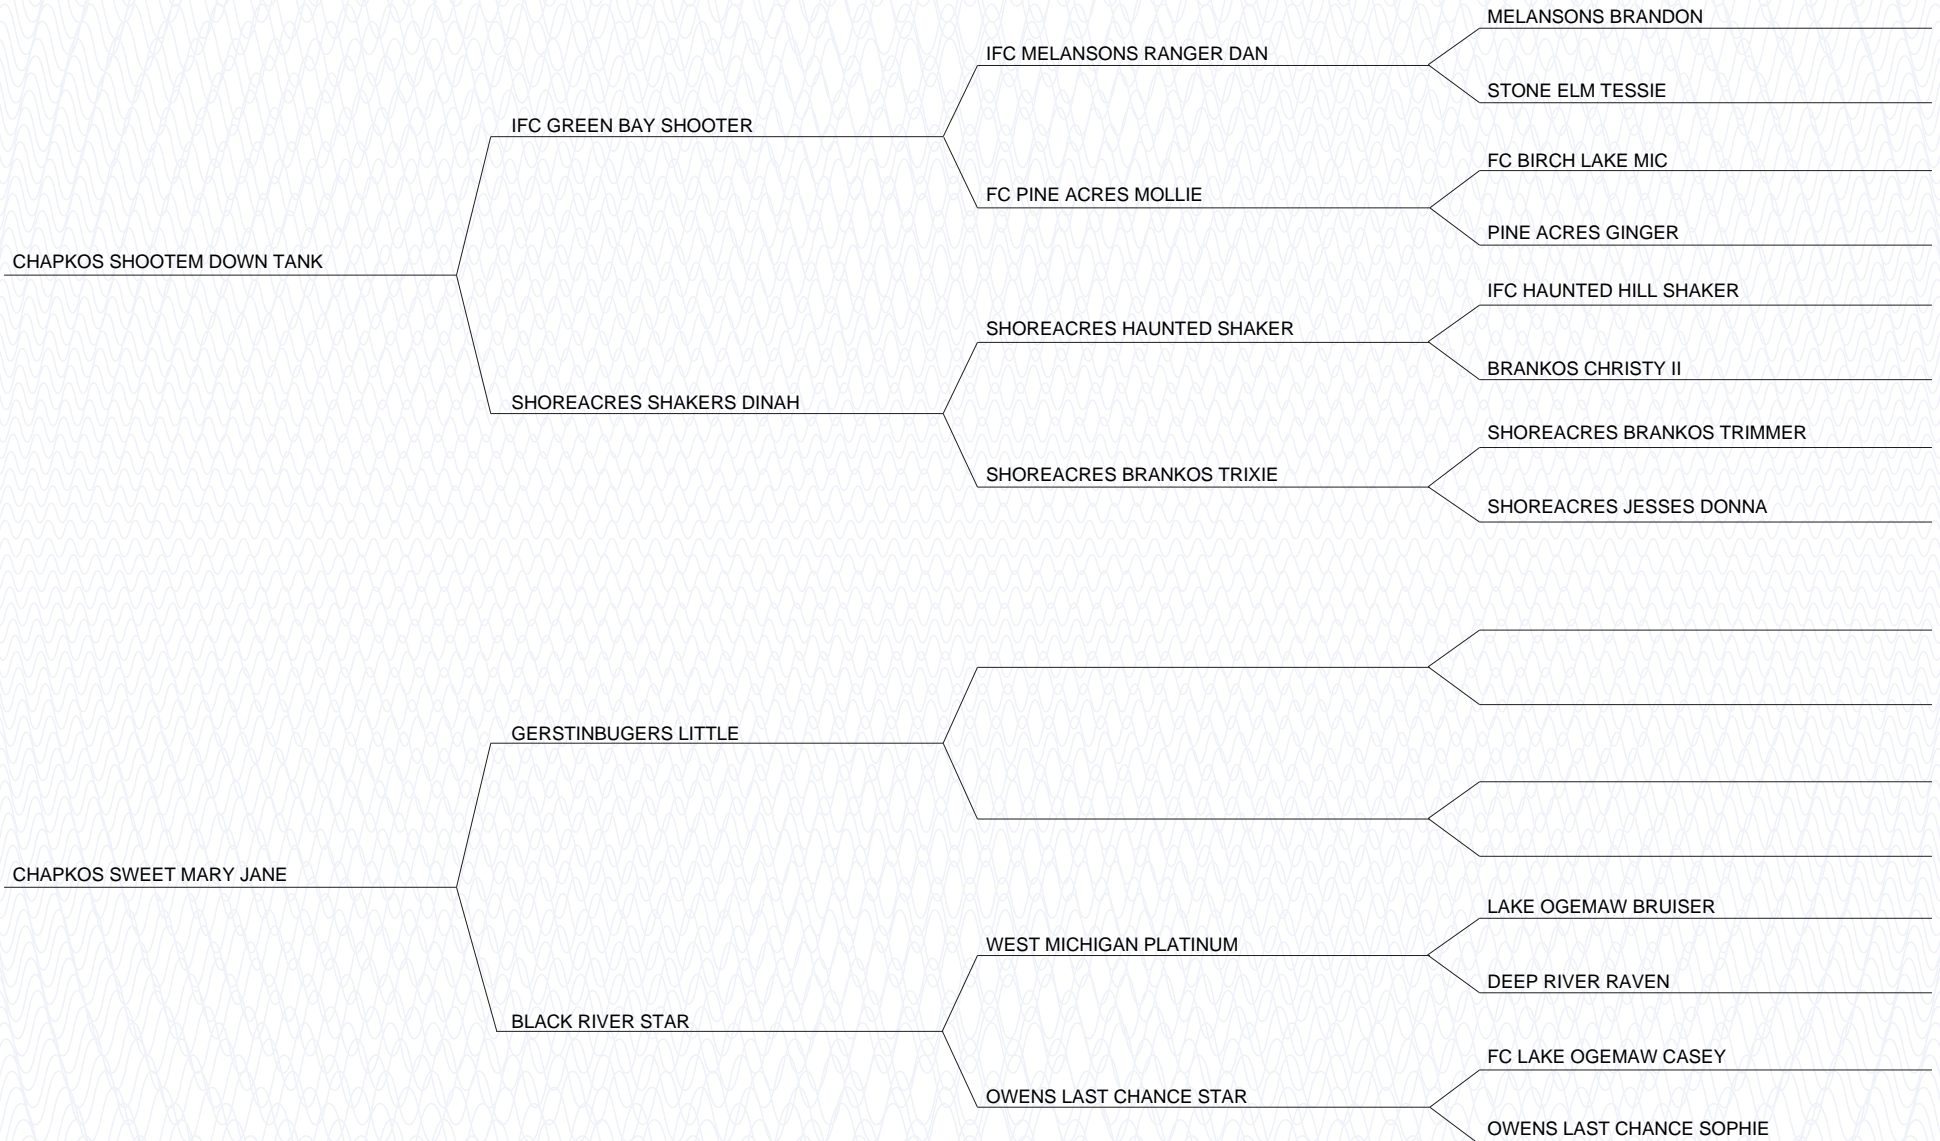 MELANSONS BRANDON
IFC MELANSONS RANGER DAN
STONE ELM TESSIE
IFC GREEN BAY SHOOTER
FC BIRCH LAKE MIC
FC PINE ACRES MOLLIE
PINE ACRES GINGER
CHAPKOS SHOOTEM DOWN TANK
IFC HAUNTED HILL SHAKER
SHOREACRES HAUNTED SHAKER
BRANKOS CHRISTY II
SHOREACRES SHAKERS DINAH
SHOREACRES BRANKOS TRIMMER
SHOREACRES BRANKOS TRIXIE
SHOREACRES JESSES DONNA
GERSTINBUGERS LITTLE
CHAPKOS SWEET MARY JANE
LAKE OGEMAW BRUISER
WEST MICHIGAN PLATINUM
DEEP RIVER RAVEN
BLACK RIVER STAR
FC LAKE OGEMAW CASEY
OWENS LAST CHANCE STAR
OWENS LAST CHANCE SOPHIE